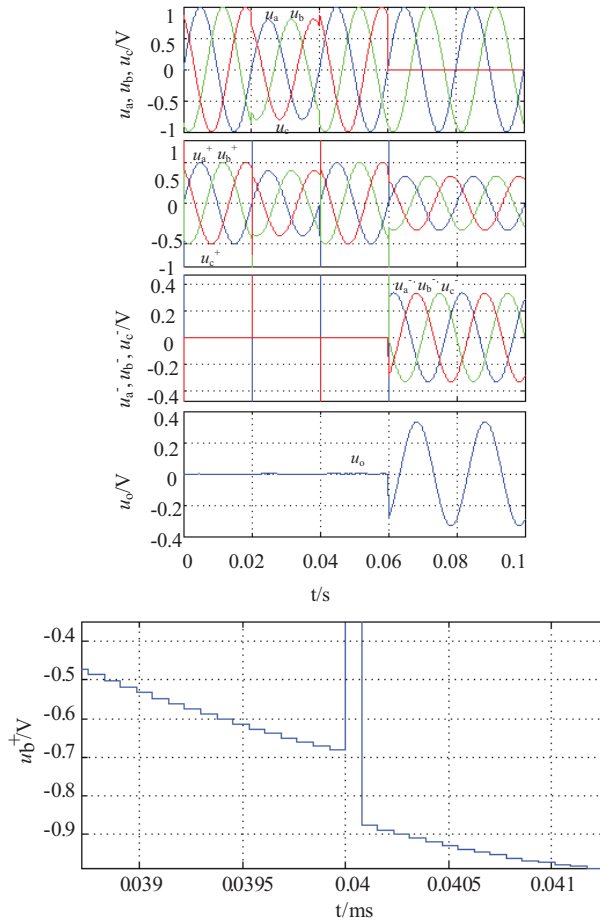 u_a, u_b, u_c/V
1
0.5
0
-0.5
-1
u_a u_b
u_c
1
0.5
0
-0.5
-1
u_a^+ u_b^+
u_c^+
u_a^-, u_b^-, u_c^-/V
0.4
0.2
0
-0.2
-0.4
u_a^- u_b^- u_c^-
u_o/V
0.4
0.2
0
-0.2
-0.4
u_o
0 0.02 0.04 0.06 0.08 0.1
t/s
u_b^+/V
-0.4
-0.5
-0.6
-0.7
-0.8
-0.9
0.039 0.0395 0.04 0.0405 0.041
t/ms